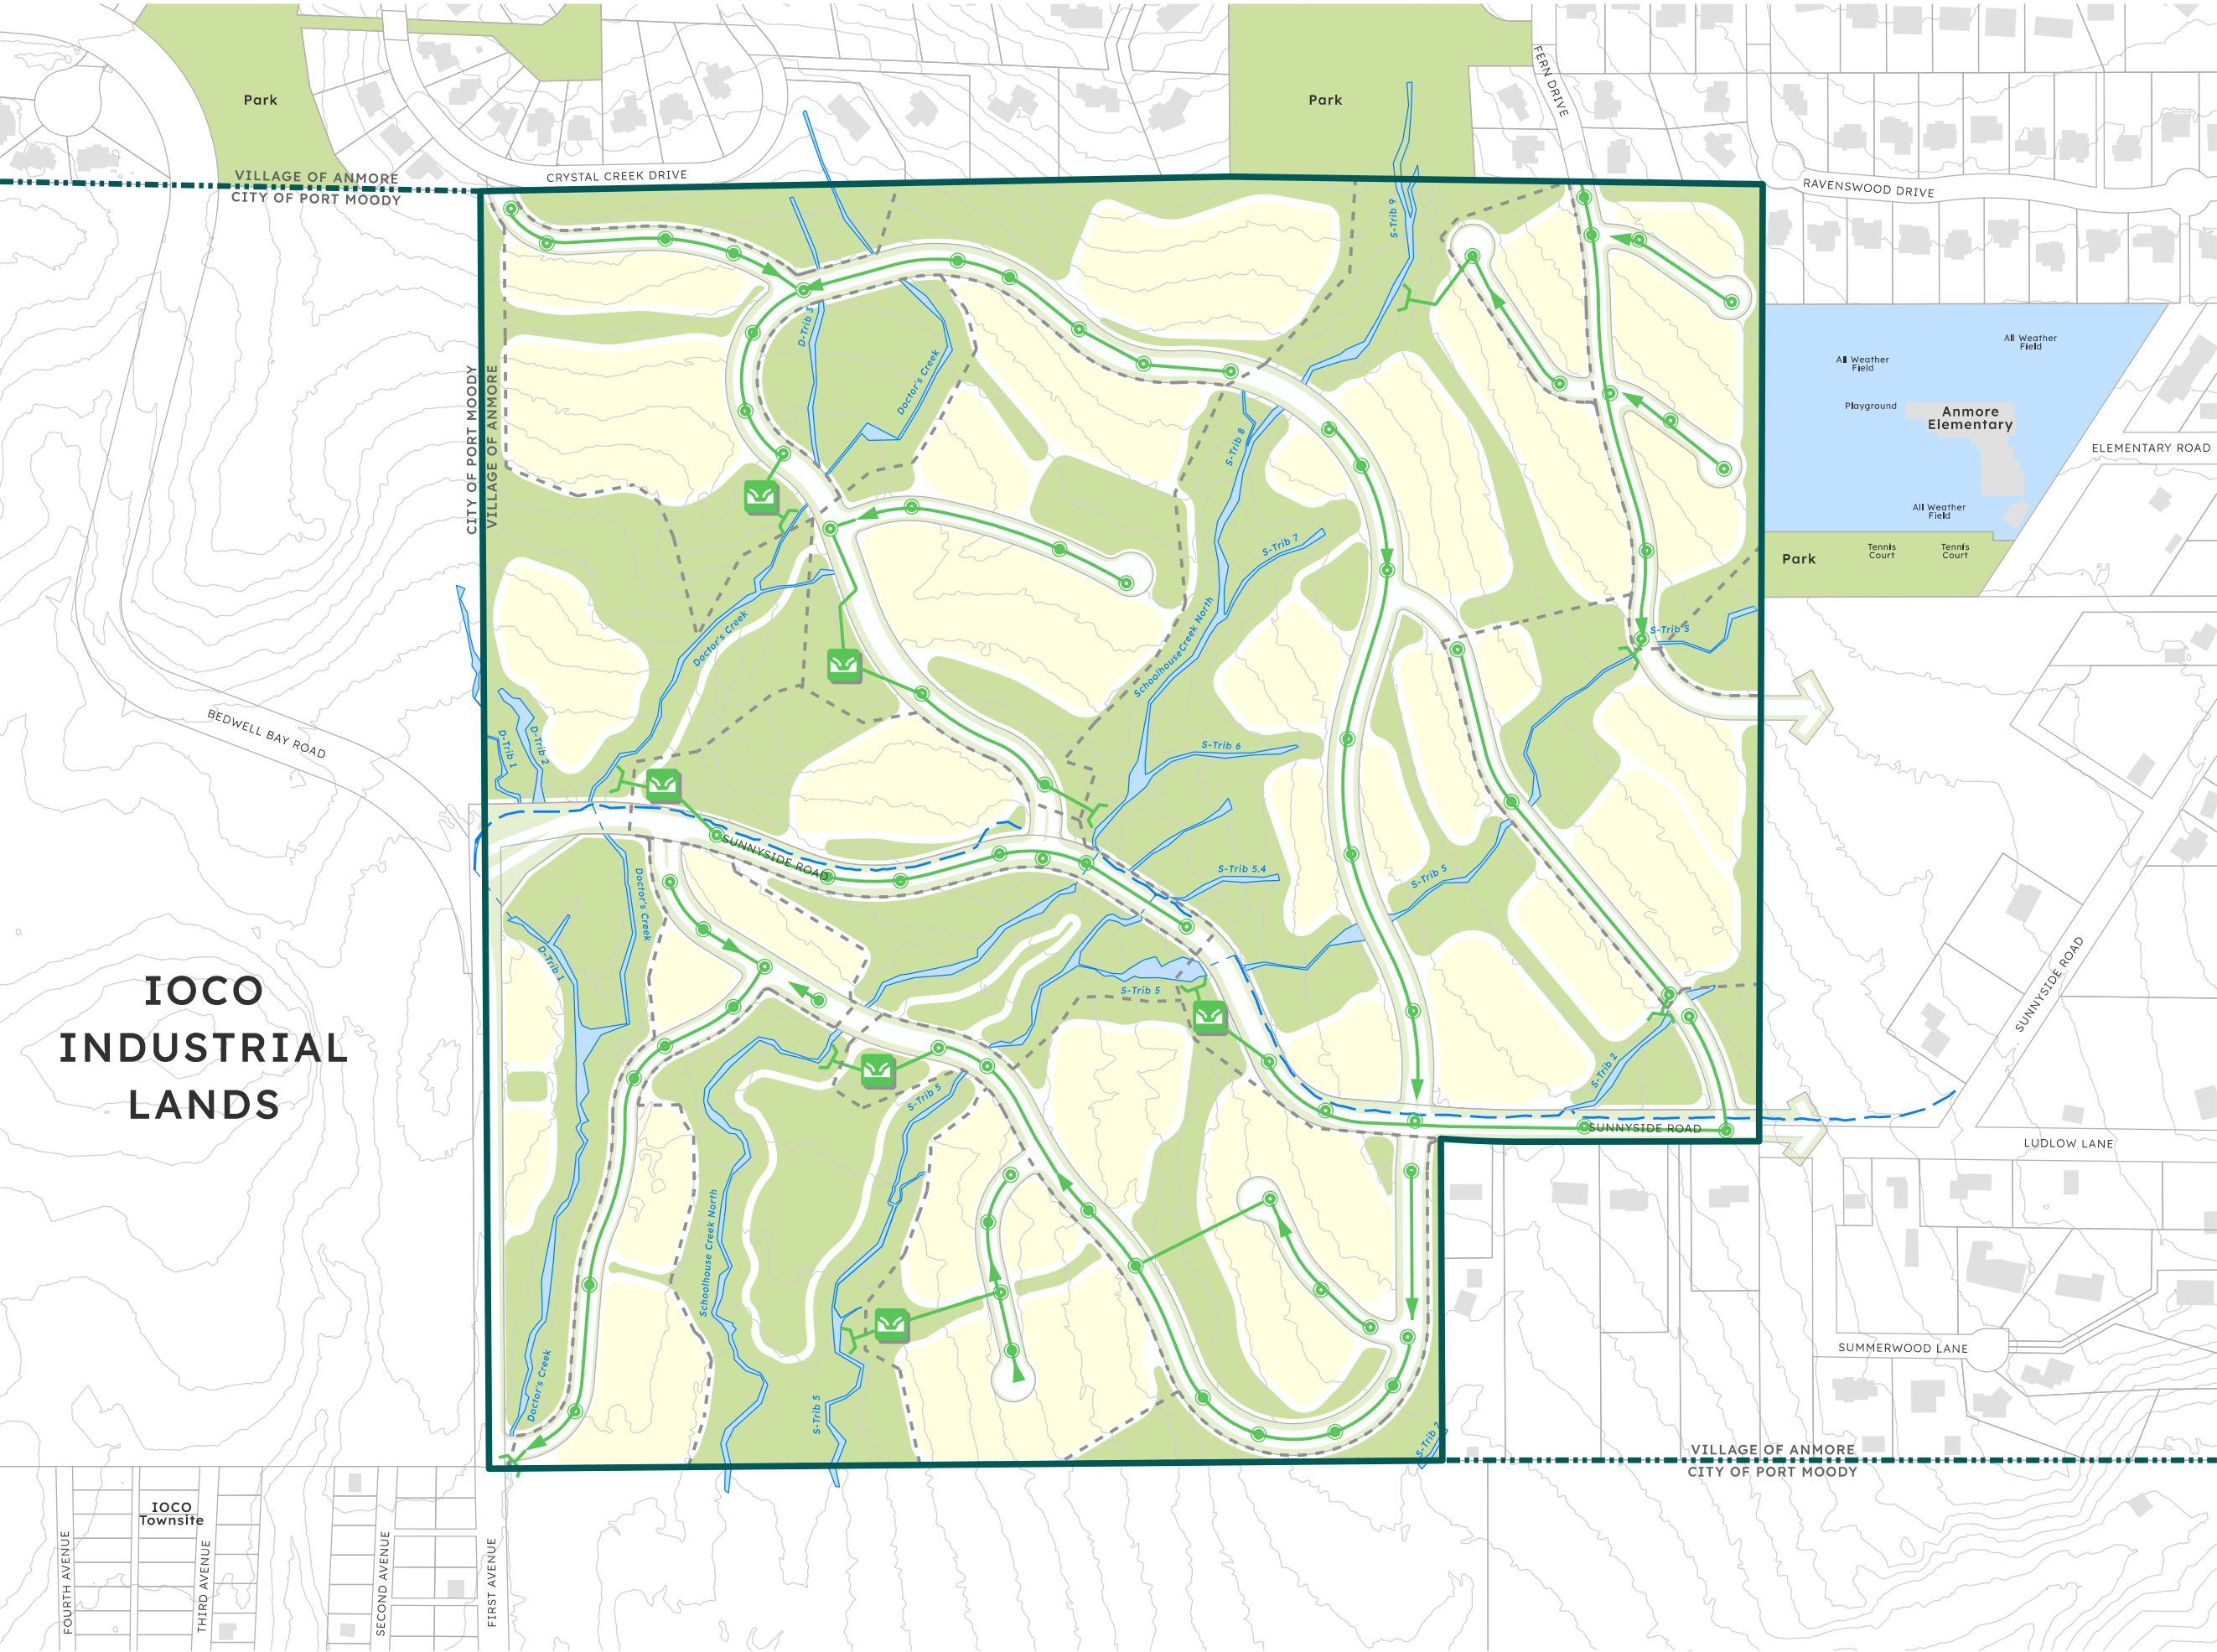 Park
Park
FERN DRIVE
VILLAGE OF ANMORE
CITY OF PORT MOODY
CRYSTAL CREEK DRIVE
RAVENSWOOD DRIVE
S-Trib 9
D-Trib 3
Doctor's Creek
All Weather
Field
All Weather
Field
Playground
Anmore
Elementary
ELEMENTARY ROAD
All Weather
Field
Tennis
Court
Tennis
Court
Park
CITY OF PORT MOODY
VILLAGE OF ANMORE
S-Trib 8
S-Trib 7
Schoolhouse Creek North
Doctor's Creek
S-Trib 5
BEDWELL BAY ROAD
D-Trib 1
D-Trib 2
S-Trib 6
SUNNYSIDE ROAD
S-Trib 5.4
S-Trib 5
Doctor's Creek
D-Trib 1
S-Trib 5
SUNNYSIDE ROAD
IOCO
INDUSTRIAL
LANDS
S-Trib 5
S-Trib 2
SUNNYSIDE ROAD
LUDLOW LANE
Schoolhouse Creek North
SUMMERWOOD LANE
Doctor's Creek
S-Trib 5
S-Trib 2
VILLAGE OF ANMORE
CITY OF PORT MOODY
IOCO
Townsite
FOURTH AVENUE
THIRD AVENUE
SECOND AVENUE
FIRST AVENUE